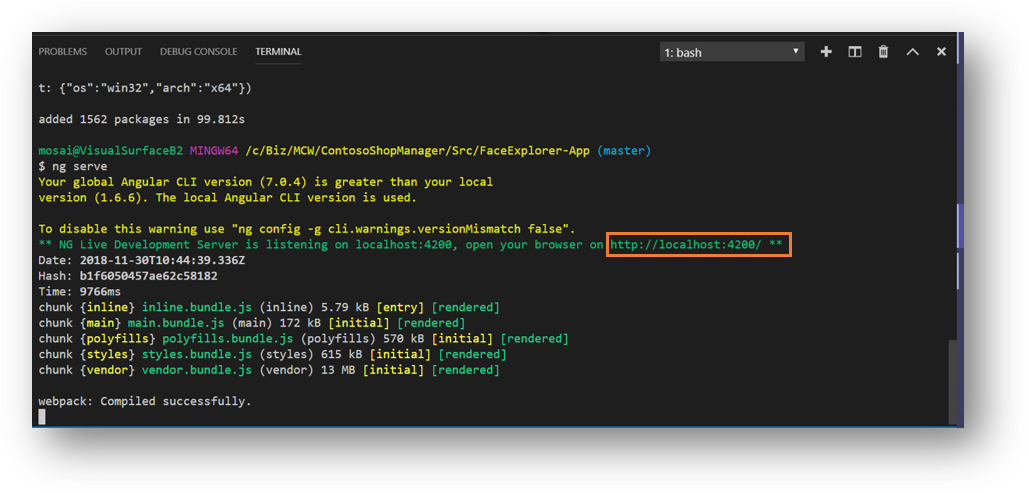 PROBLEMS OUTPUT DEBUG CONSOLE TERMINAL 1: bash
t: {"os":"win32","arch":"x64"})
added 1562 packages in 99.812s
mosai@VisualSurfaceB2 MINGW64 /c/Biz/MCW/ContosoShopManager/Src/FaceExplorer-App (master)
$ ng serve
Your global Angular CLI version (7.0.4) is greater than your local
version (1.6.6). The local Angular CLI version is used.
To disable this warning use "ng config -g cli.warnings.versionMismatch false".
** NG Live Development Server is listening on localhost:4200, open your browser on http://localhost:4200/ **
Date: 2018-11-30T10:44:39.336Z
Hash: b1f6050457ae62c58182
Time: 9766ms
chunk {inline} inline.bundle.js (inline) 5.79 kB [entry] [rendered]
chunk {main} main.bundle.js (main) 172 kB [initial] [rendered]
chunk {polyfills} polyfills.bundle.js (polyfills) 570 kB [initial] [rendered]
chunk {styles} styles.bundle.js (styles) 615 kB [initial] [rendered]
chunk {vendor} vendor.bundle.js (vendor) 13 MB [initial] [rendered]
webpack: Compiled successfully.